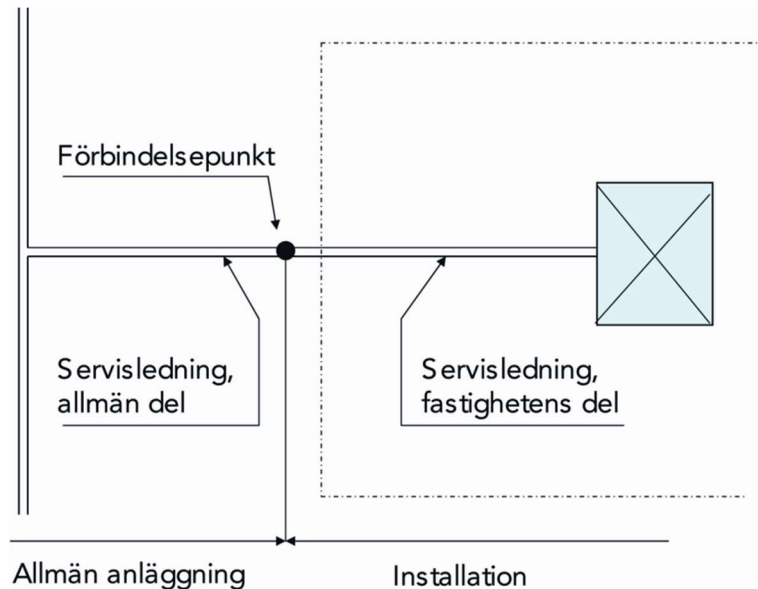 Förbindelsepunkt
Servisledning,
allmän del
Servisledning,
fastighetens del
Allmän anläggning
Installation